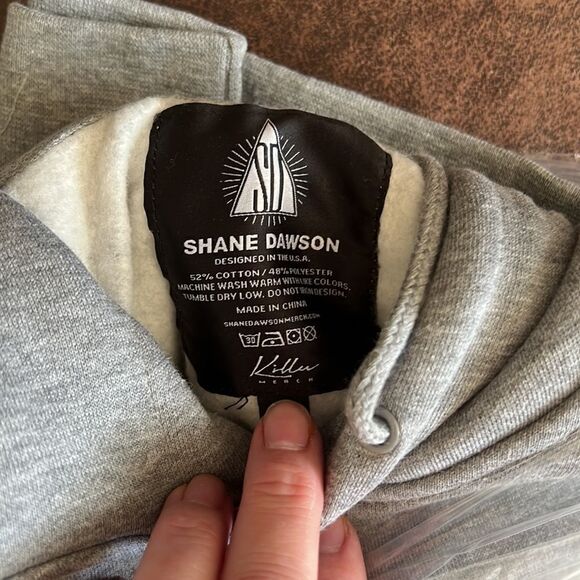 SD
SHANE DAWSON
DESIGNED IN THE U.S.A.
52% COTTON / 48% POLYESTER
MACHINE WASH WARM WITH LIKE COLORS.
TUMBLE DRY LOW. DO NOT IRON DESIGN.
MADE IN CHINA
SHANEDAWSONMERCH.COM
30
Killer
MERCH